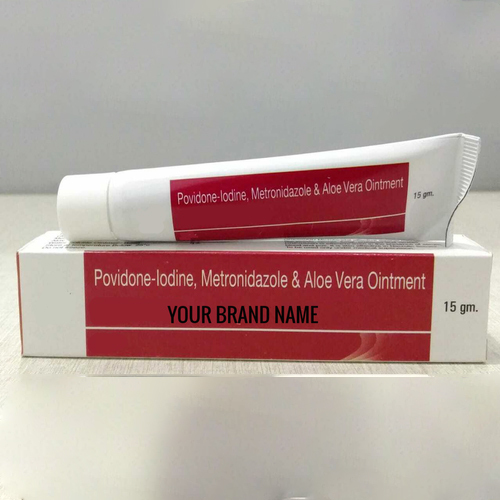 Povidone-Iodine, Metronidazole & Aloe Vera Ointment
15 gm.
Povidone-Iodine, Metronidazole & Aloe Vera Ointment
YOUR BRAND NAME
15 gm.